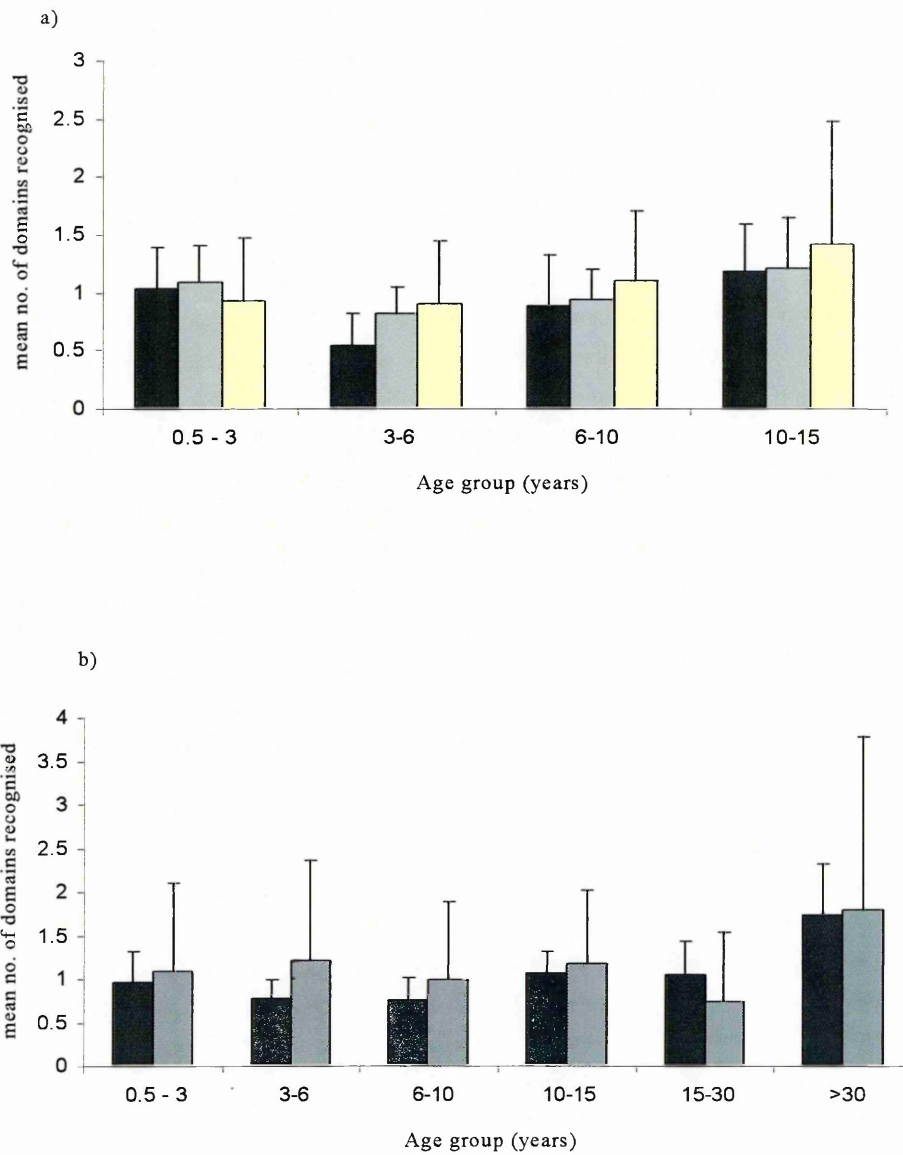 a)
mean no. of domains recognised
3
2.5
2
1.5
1
0.5
0
0.5 - 3 3-6 6-10 10-15
Age group (years)
b)
mean no. of domains recognised
4
3.5
3
2.5
2
1.5
1
0.5
0
0.5 - 3 3-6 6-10 10-15 15-30 >30
Age group (years)